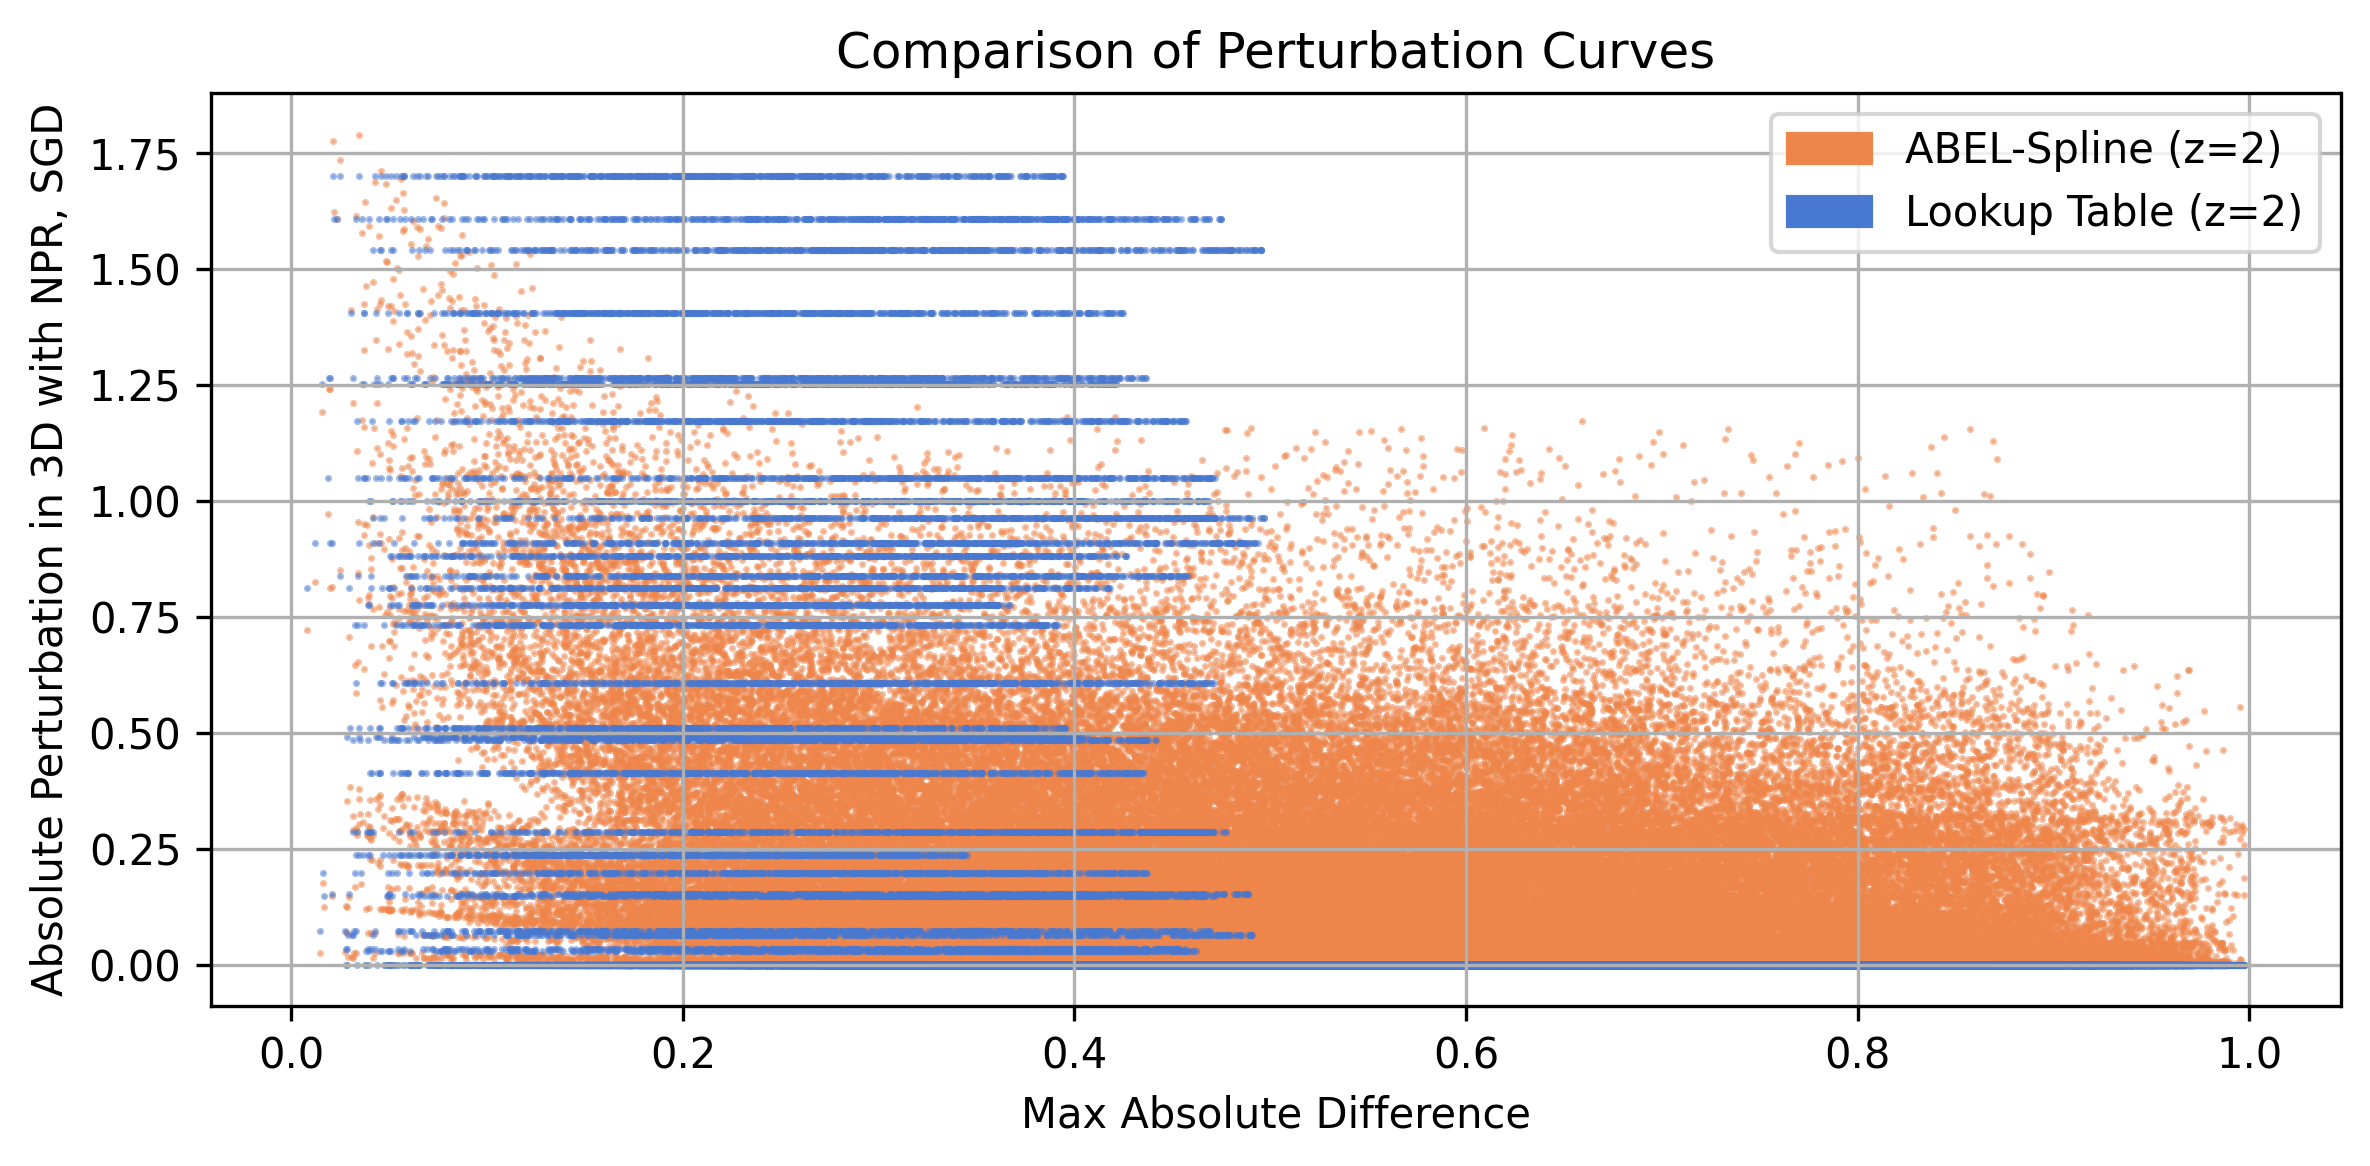 Comparison of Perturbation Curves
Absolute Perturbation in 3D with NPR, SGD
1.75
1.50
1.25
1.00
0.75
0.50
0.25
0.00
ABEL-Spline (z=2)
Lookup Table (z=2)
0.0 0.2 0.4 0.6 0.8 1.0
Max Absolute Difference